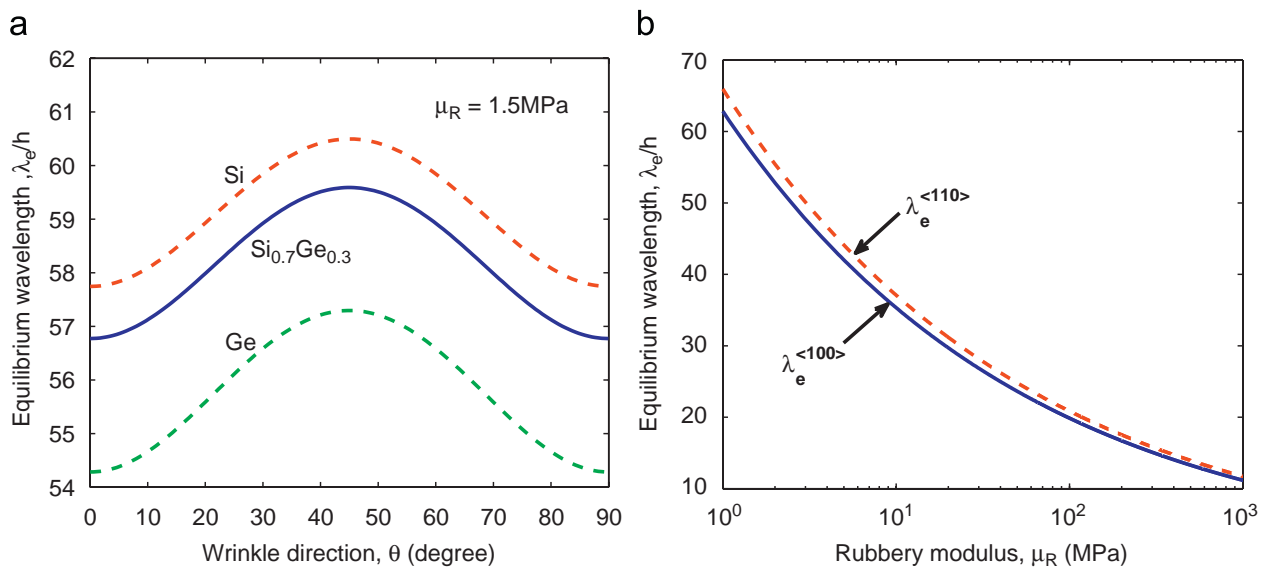 a
62
61
60
59
58
57
56
55
54
Equilibrium wavelength ,λe/h
μR = 1.5MPa
Si
Si0.7Ge0.3
Ge
0 10 20 30 40 50 60 70 80 90
Wrinkle direction, θ (degree)
b
70
60
50
40
30
20
10
Equilibrium wavelength, λe/h
λe<110>
λe<100>
10^0 10^1 10^2 10^3
Rubbery modulus, μR (MPa)